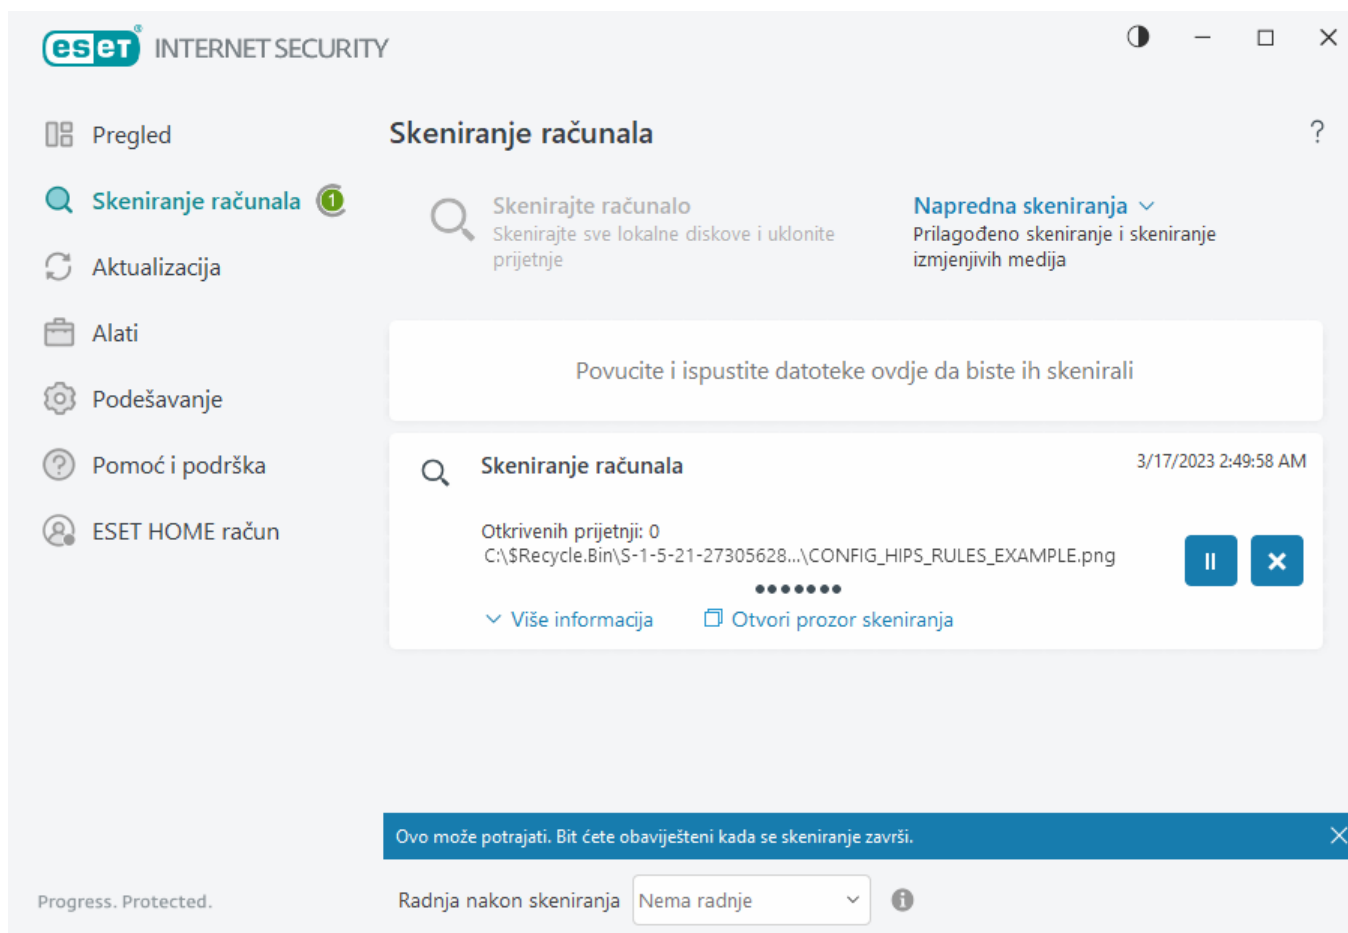 eset® INTERNET SECURITY
Pregled
Skeniranje računala 1
Aktualizacija
Alati
Podešavanje
Pomoć i podrška
ESET HOME račun
Progress. Protected.
Skeniranje računala ?
Skenirajte računalo
Skenirajte sve lokalne diskove i uklonite
prijetnje
Napredna skeniranja
Prilagođeno skeniranje i skeniranje
izmjenjivih medija
Povucite i ispustite datoteke ovdje da biste ih skenirali
Skeniranje računala 3/17/2023 2:49:58 AM
Otkrivenih prijetnji: 0
C:\$Recycle.Bin\S-1-5-21-27305628...\CONFIG_HIPS_RULES_EXAMPLE.png
Više informacija Otvori prozor skeniranja
Ovo može potrajati. Bit ćete obaviješteni kada se skeniranje završi.
Radnja nakon skeniranja Nema radnje